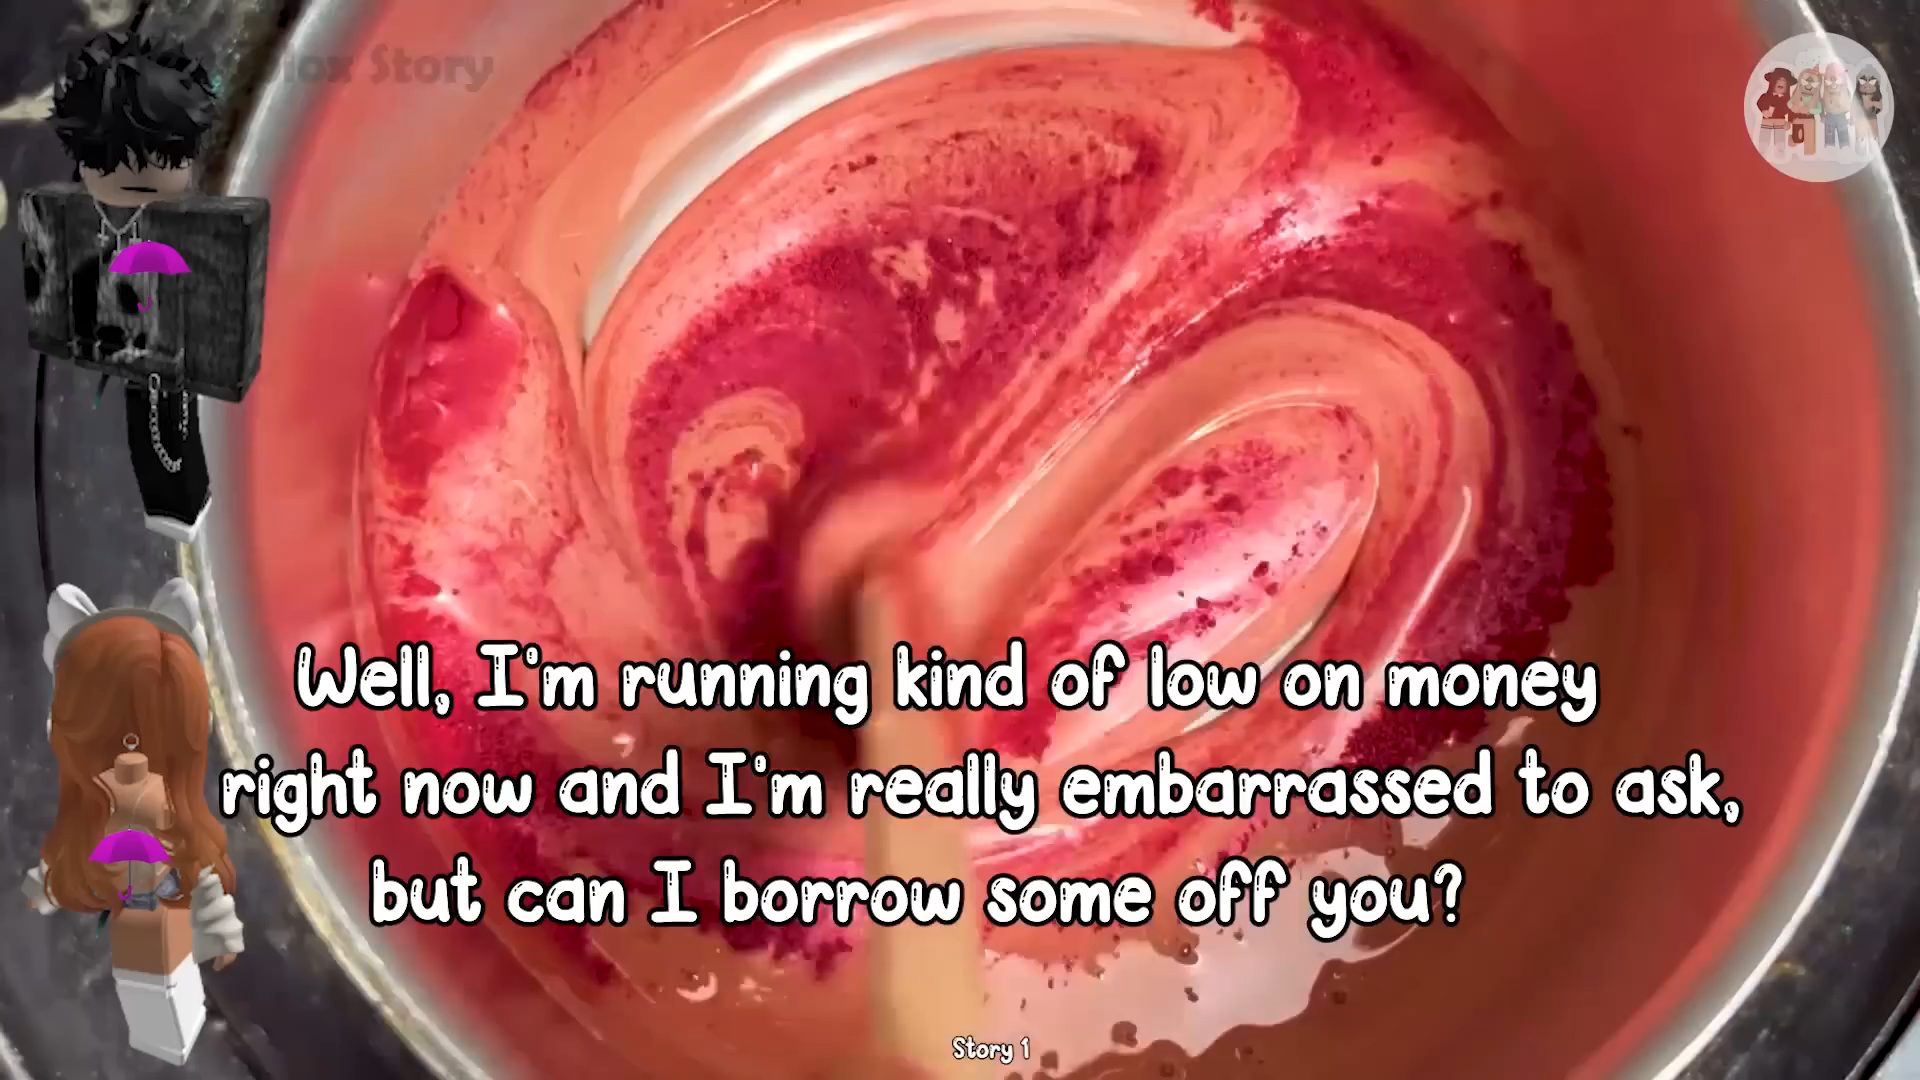 Story
Well, I'm running kind of low on money
right now and I'm really embarrassed to ask,
but can I borrow some off you?
Story 1